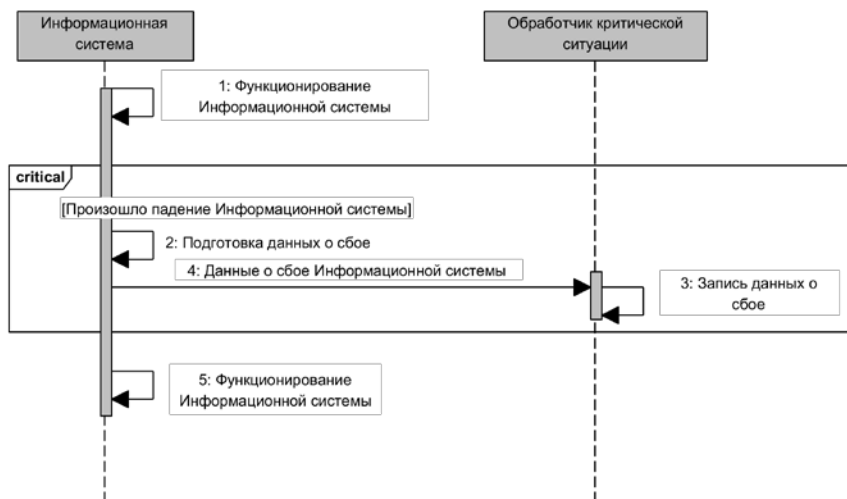 Информационная
система
Обработчик критической
ситуации
1: Функционирование
Информационной системы
critical
[Произошло падение Информационной системы]
2: Подготовка данных о сбое
4: Данные о сбое Информационной системы
3: Запись данных о
сбое
5: Функционирование
Информационной системы